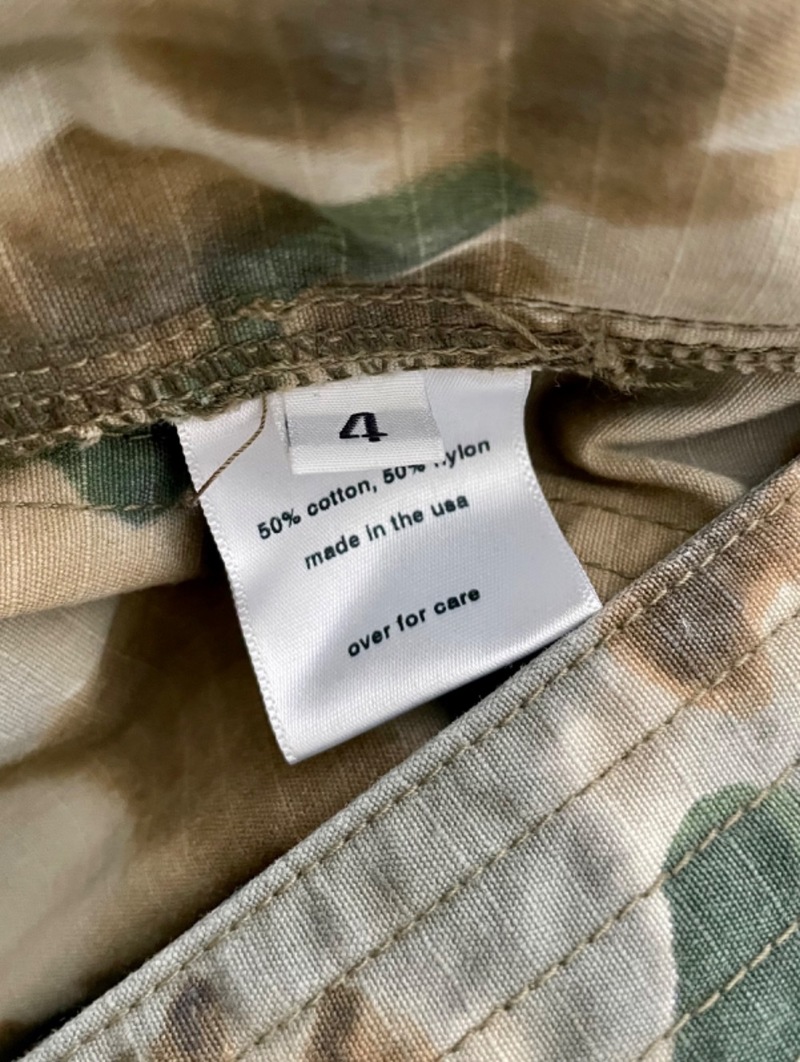 4
50% cotton, 50% nylon
made in the usa
over for care